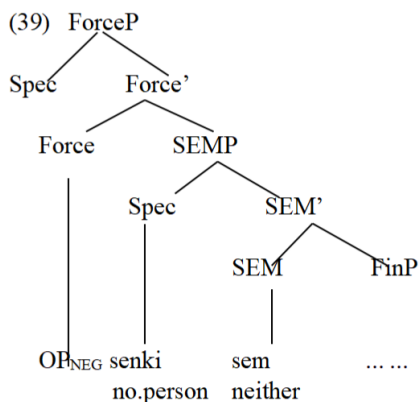 (39) ForceP
Spec Force’
Force SEMP
Spec SEM’
SEM FinP
OPNEG senki sem ... ...
no.person neither